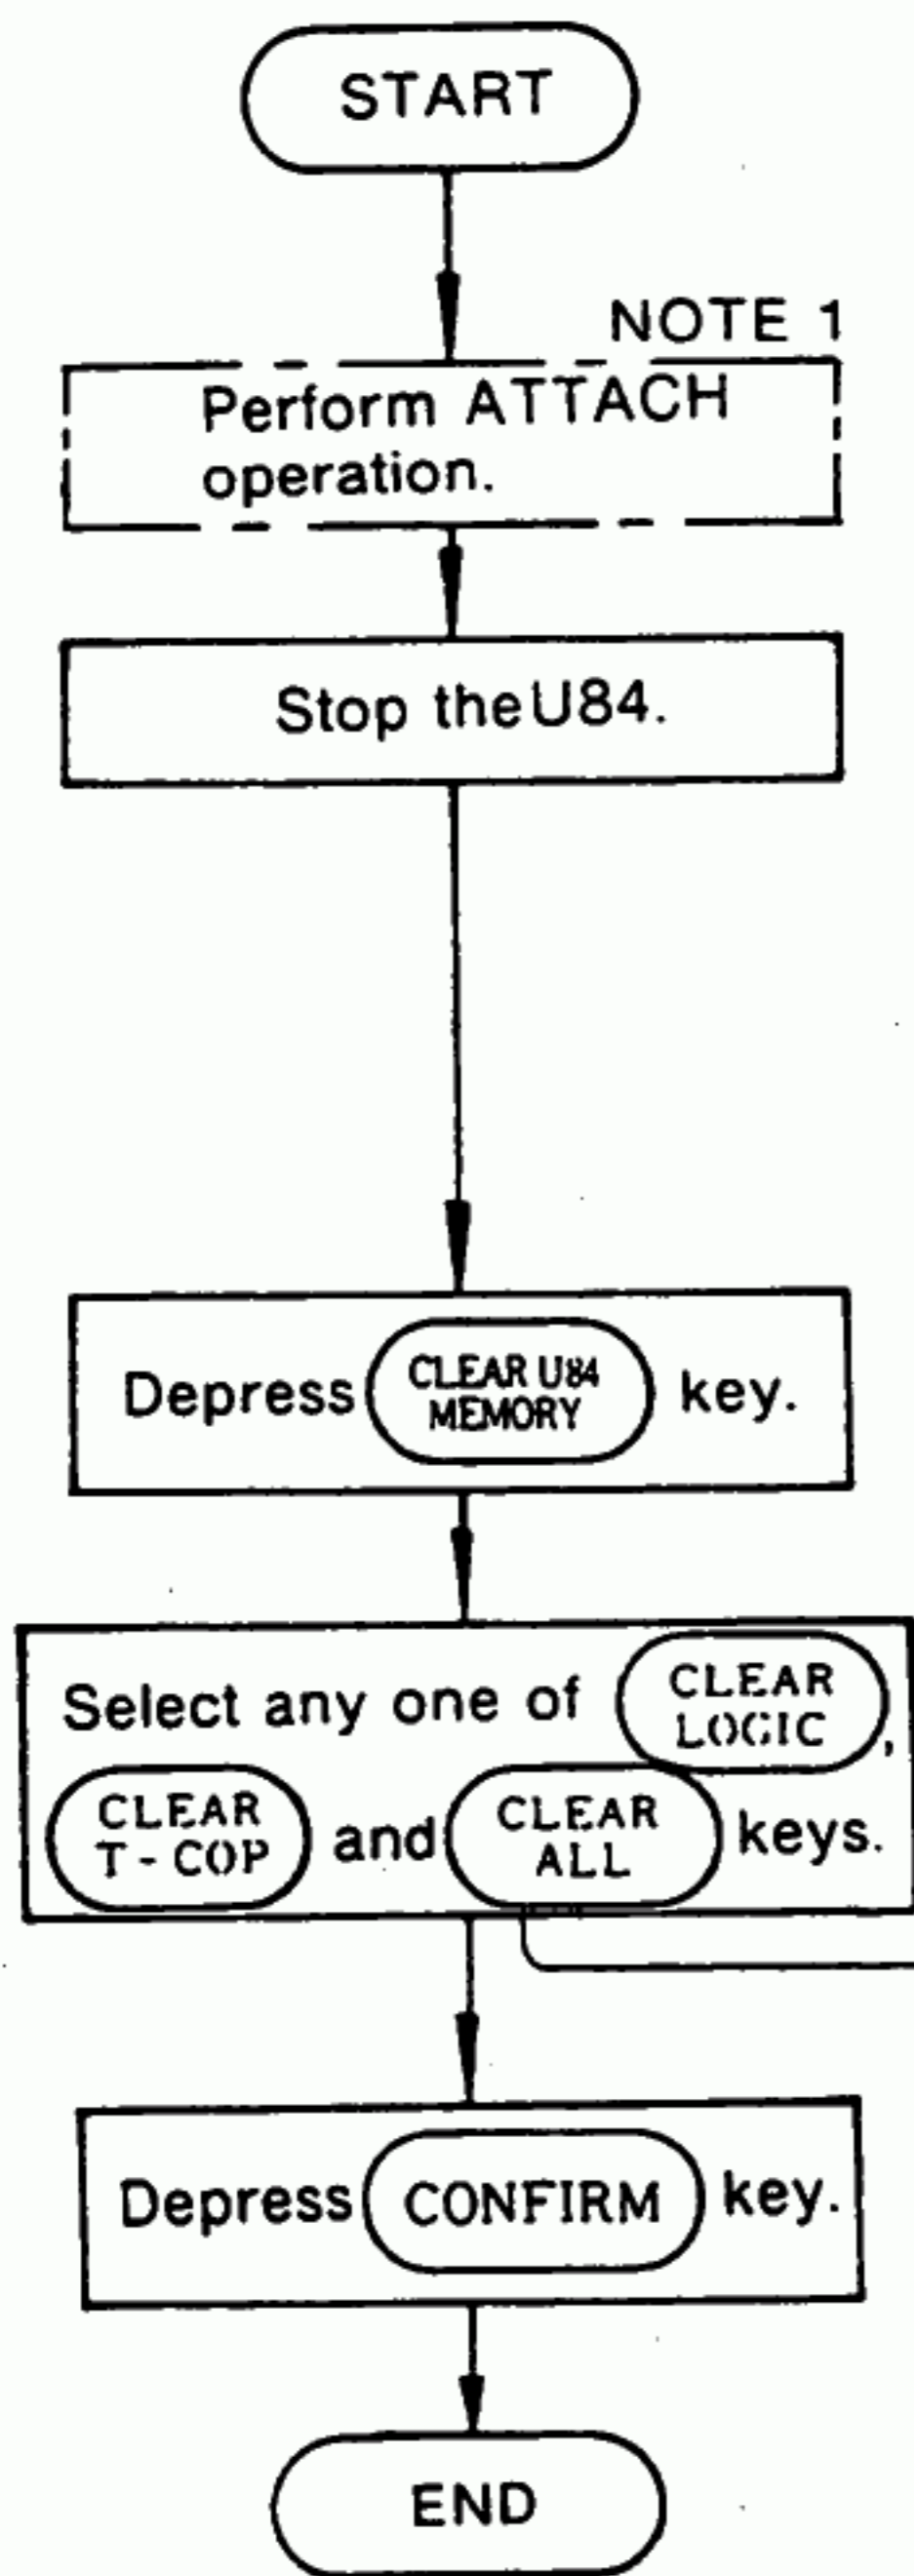 START
NOTE 1
Perform ATTACH
operation.
Stop the U84.
Depress CLEAR U84 MEMORY key.
Select any one of CLEAR LOGIC,
CLEAR T-COP and CLEAR ALL keys.
Depress CONFIRM key.
END